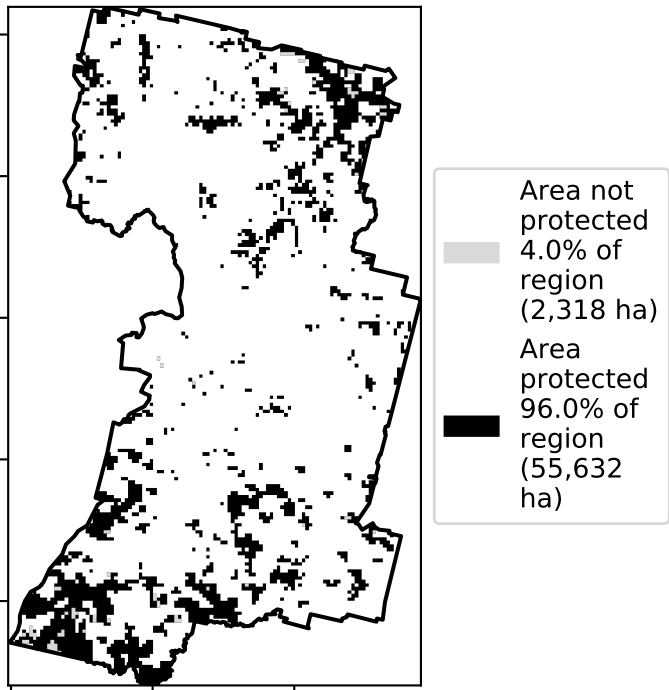 Area not
protected
4.0% of
region
(2,318 ha)
Area
protected
96.0% of
region
(55,632
ha)